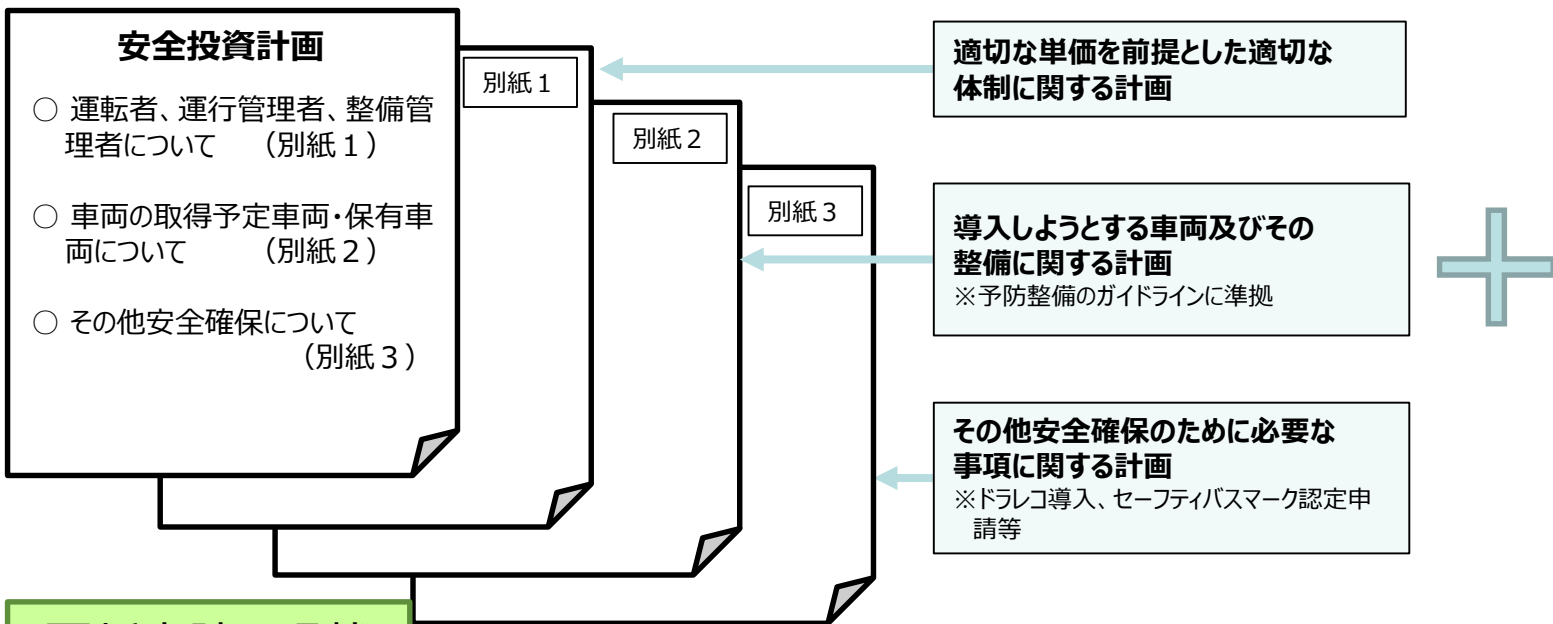 安全投資計画
○ 運転者、運行管理者、整備管
理者について （別紙１）
○ 車両の取得予定車両・保有車
両について （別紙２）
○ その他安全確保について
（別紙３）
別紙１
別紙２
別紙３
適切な単価を前提とした適切な
体制に関する計画
導入しようとする車両及びその
整備に関する計画
※予防整備のガイドラインに準拠
その他安全確保のために必要な
事項に関する計画
※ドラレコ導入、セーフティバスマーク認定申
請等